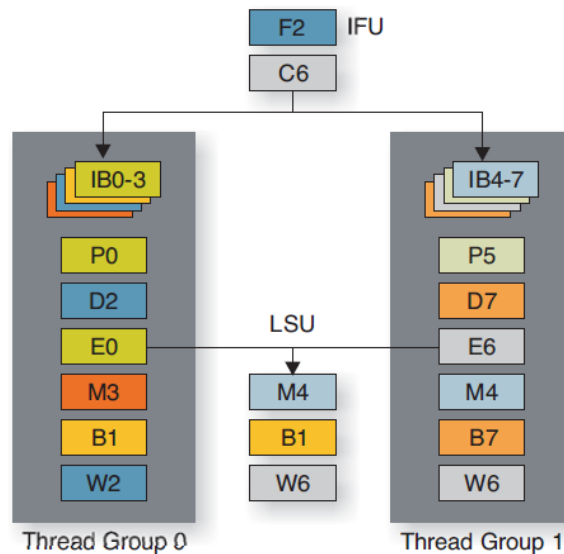 F2 IFU
C6
IB0-3 IB4-7
P0 P5
D2 D7
LSU
E0 E6
M3 M4 M4
B1 B1 B7
W2 W6 W6
Thread Group 0 Thread Group 1